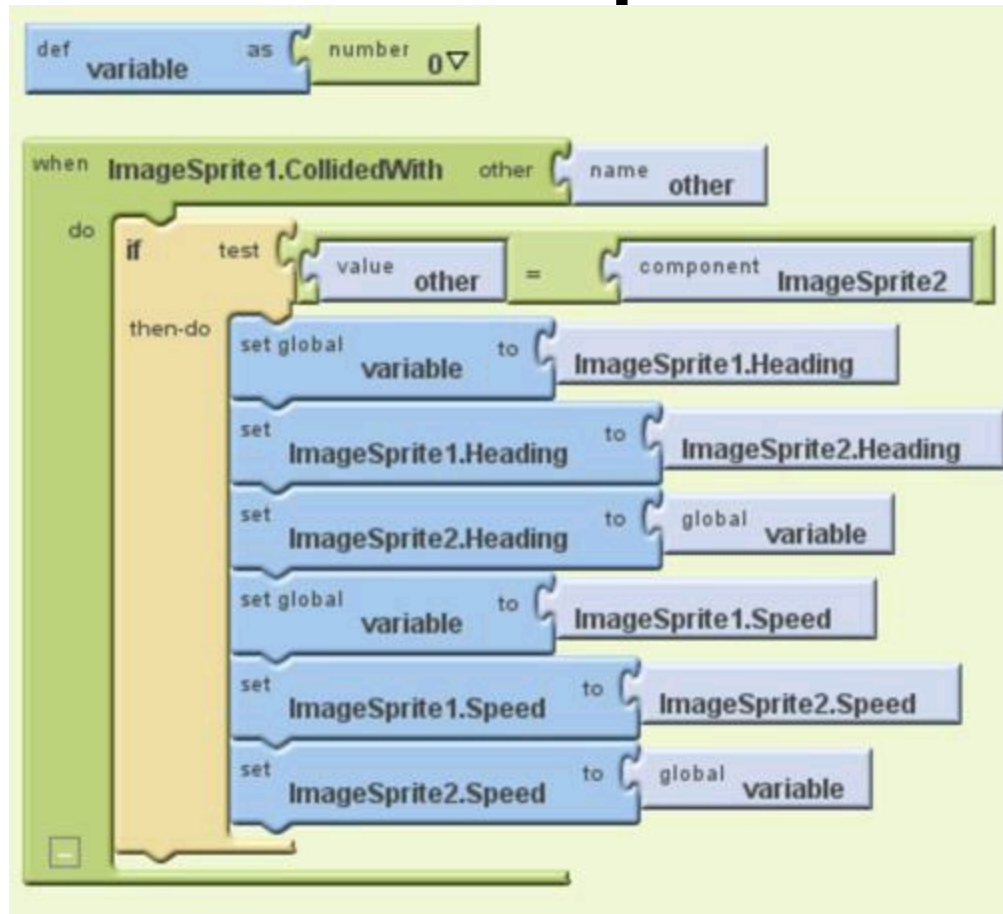 def variable as number 0
when ImageSprite1.CollidedWith other name other
do if test value other = component ImageSprite2
then-do set global variable to ImageSprite1.Heading
set ImageSprite1.Heading to ImageSprite2.Heading
set ImageSprite2.Heading to global variable
set global variable to ImageSprite1.Speed
set ImageSprite1.Speed to ImageSprite2.Speed
set ImageSprite2.Speed to global variable